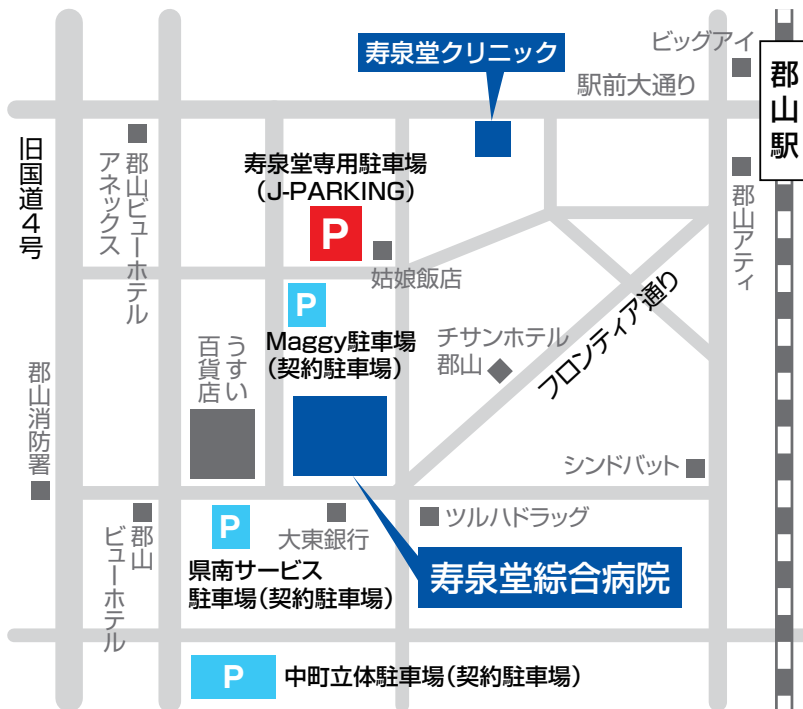 寿泉堂クリニック
ビッグアイ
駅前大通り
郡山駅
旧国道4号
郡山ビューホテル
アネックス
寿泉堂専用駐車場
(J-PARKING)
P
姑娘飯店
郡山アティ
P
Maggy駐車場
(契約駐車場)
うすい
百貨店
チサンホテル
郡山
フロンティア通り
郡山消防署
シンドバット
郡山
ビューホテル
P
大東銀行
ツルハドラッグ
県南サービス
駐車場(契約駐車場)
寿泉堂綜合病院
P
中町立体駐車場(契約駐車場)